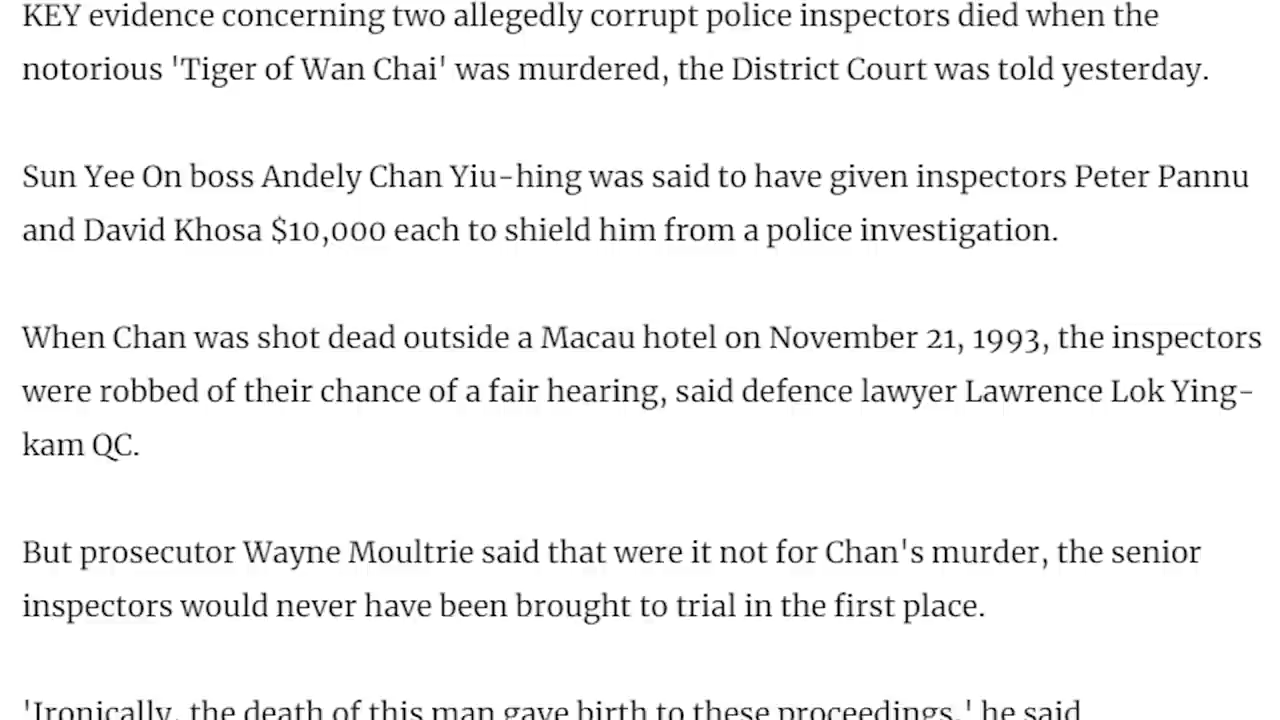 KEY evidence concerning two allegedly corrupt police inspectors died when the
notorious 'Tiger of Wan Chai' was murdered, the District Court was told yesterday.
Sun Yee On boss Andely Chan Yiu-hing was said to have given inspectors Peter Pannu
and David Khosa $10,000 each to shield him from a police investigation.
When Chan was shot dead outside a Macau hotel on November 21, 1993, the inspectors
were robbed of their chance of a fair hearing, said defence lawyer Lawrence Lok Ying-
kam QC.
But prosecutor Wayne Moultrie said that were it not for Chan's murder, the senior
inspectors would never have been brought to trial in the first place.
'Ironically, the death of this man gave birth to these proceedings,' he said